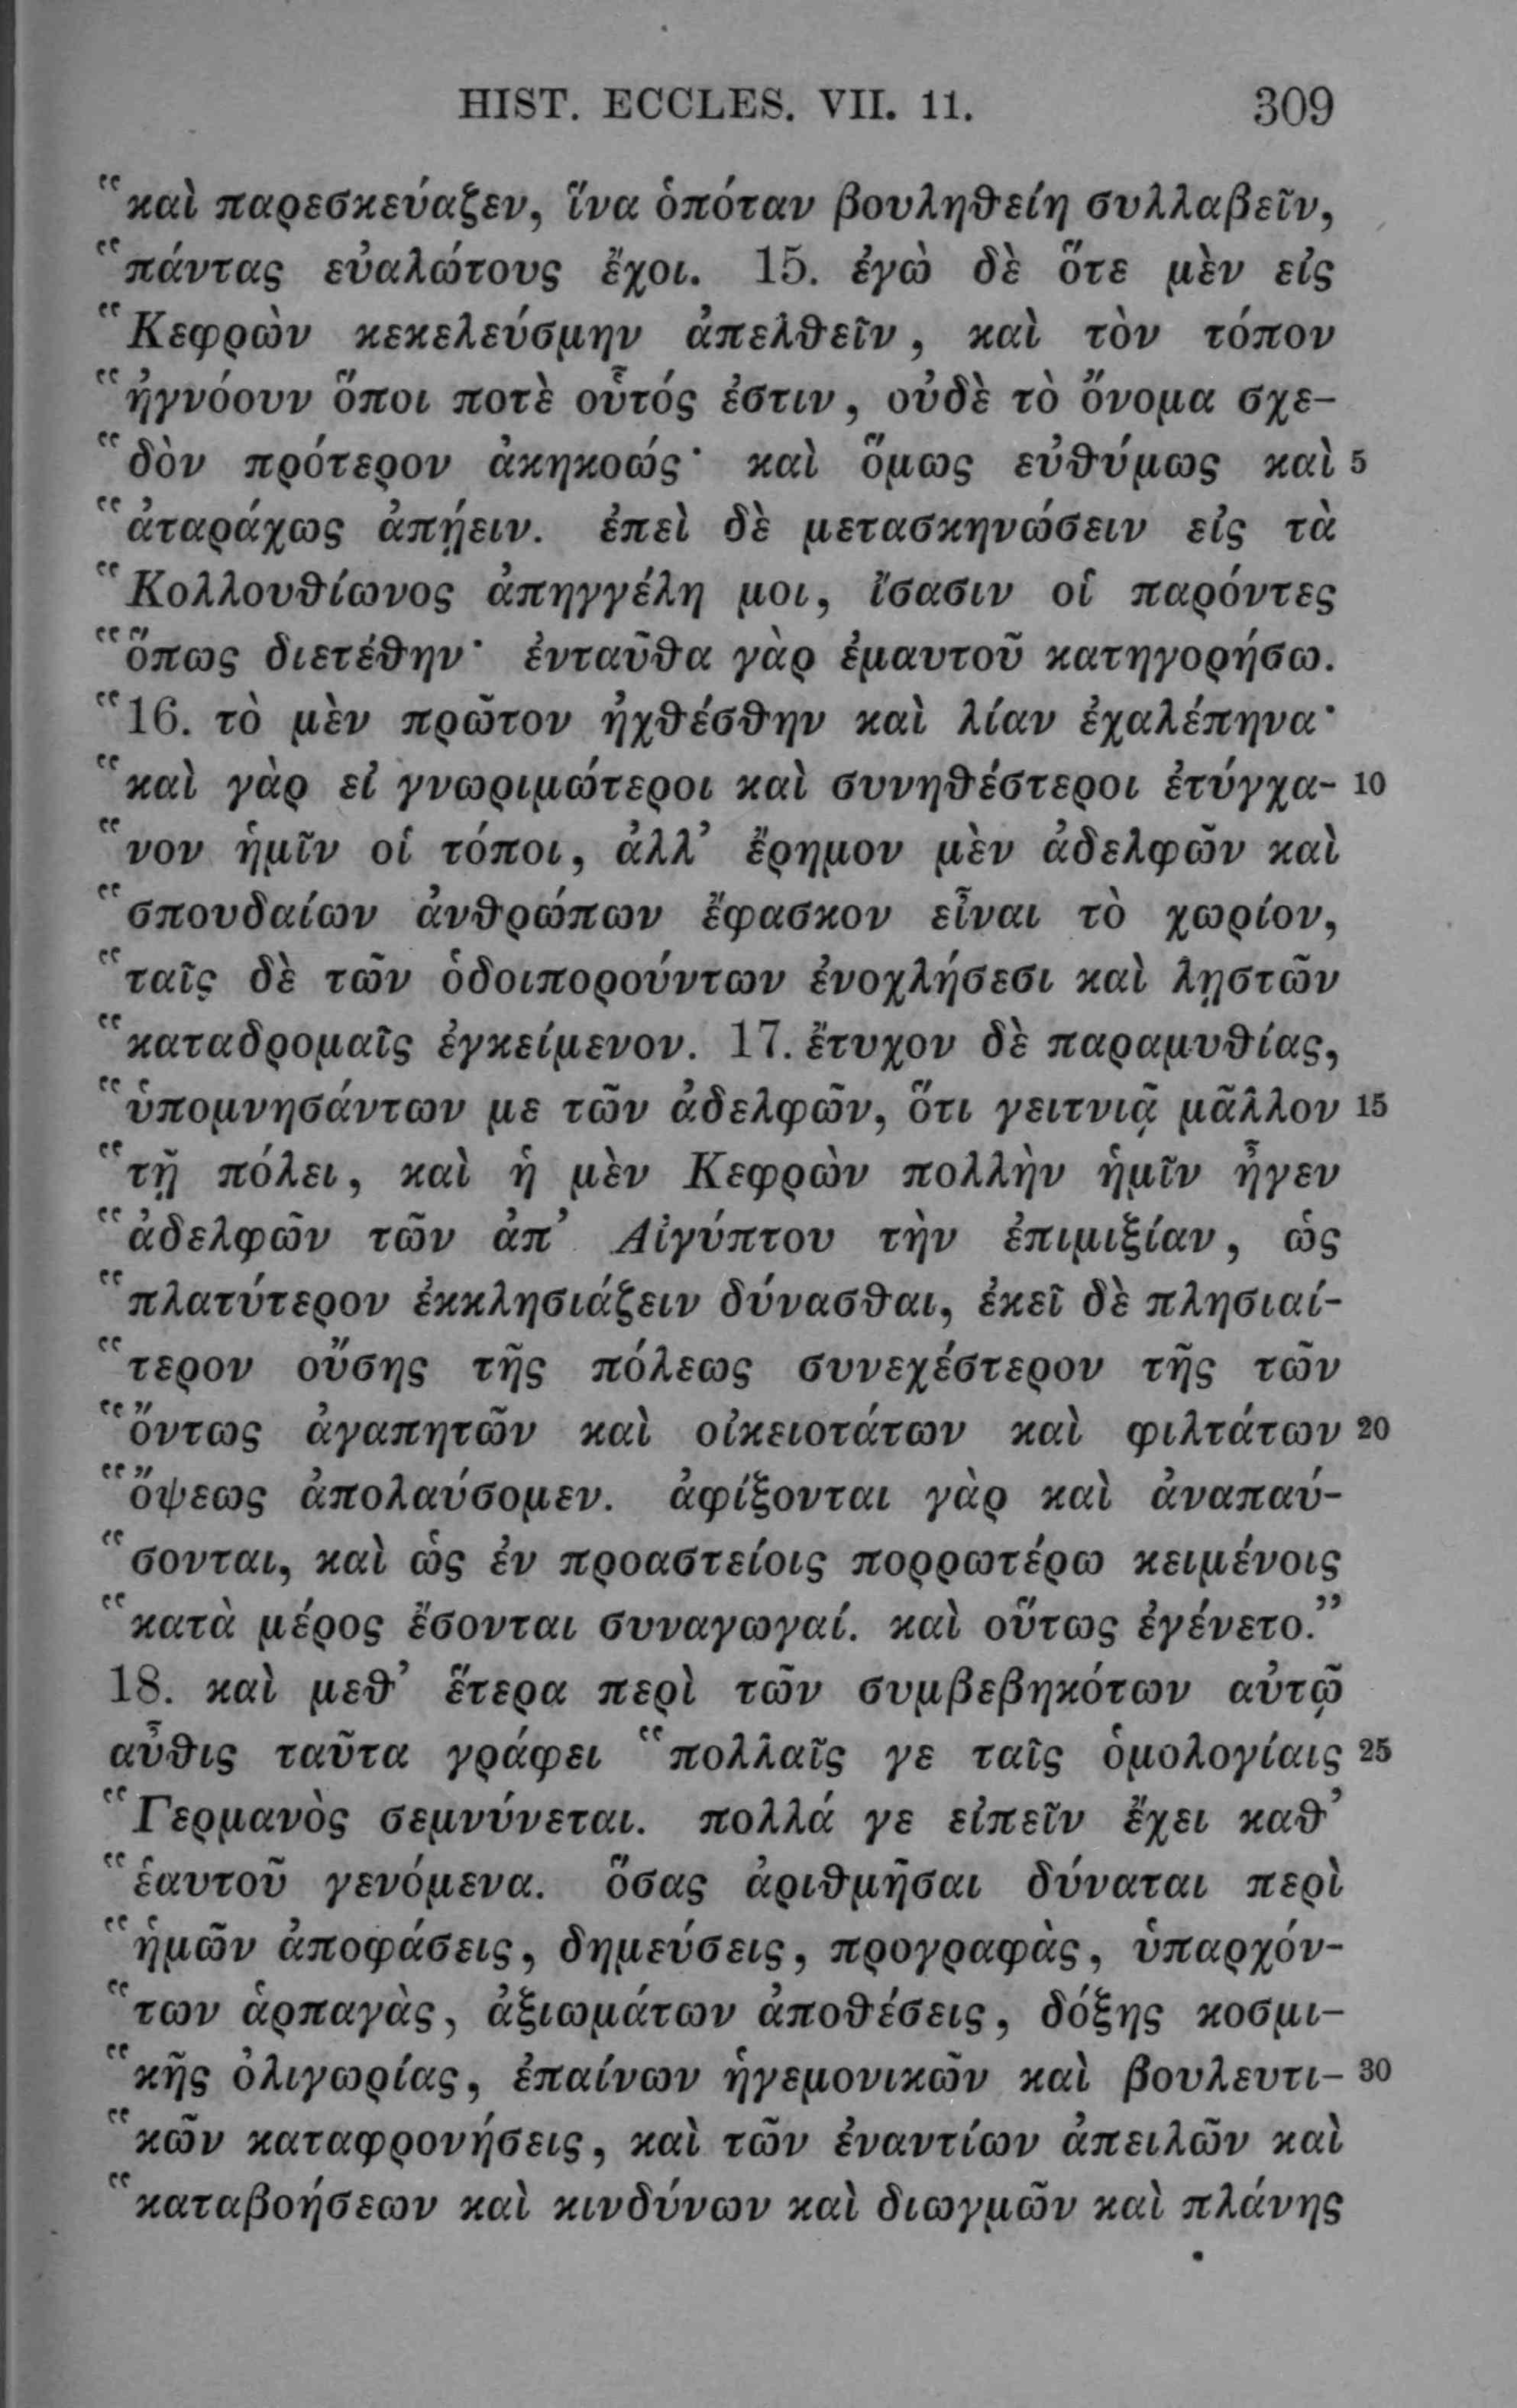 HIST. ECCLES. VII. 11. 309
“καὶ παρεσκεύαζεν, ἵνα ὁπόταν βουληθείη συλλαβεῖν,
“πάντας εὐαλώτους ἔχοι. 15. ἐγὼ δὲ ὅτε μὲν εἰς
“Κεφρὼν κεκελεύσμην ἀπελθεῖν, καὶ τὸν τόπον
“ἠγνόουν ὅποι ποτὲ οὗτός ἐστιν, οὐδὲ τὸ ὄνομα σχε-
“δὸν πρότερον ἀκηκοώς· καὶ ὅμως εὐθύμως καὶ 5
“ἀταράχως ἀπῄειν. ἐπεὶ δὲ μετασκηνώσειν εἰς τὰ
“Κολλουθίωνος ἀπηγγέλη μοι, ἴσασιν οἱ παρόντες
“ὅπως διετέθην· ἐνταῦθα γὰρ ἐμαυτοῦ κατηγορήσω.
“16. τὸ μὲν πρῶτον ἠχθέσθην καὶ λίαν ἐχαλέπηνα·
“καὶ γὰρ εἰ γνωριμώτεροι καὶ συνηθέστεροι ἐτύγχα- 10
“νον ἡμῖν οἱ τόποι, ἀλλ’ ἔρημον μὲν ἀδελφῶν καὶ
“σπουδαίων ἀνθρώπων ἔφασκον εἶναι τὸ χωρίον,
“ταῖς δὲ τῶν ὁδοιπορούντων ἐνοχλήσεσι καὶ λῃστῶν
“καταδρομαῖς ἐγκείμενον. 17. ἔτυχον δὲ παραμυθίας,
“ὑπομνησάντων με τῶν ἀδελφῶν, ὅτι γειτνιᾷ μᾶλλον 15
“τῇ πόλει, καὶ ἡ μὲν Κεφρὼν πολλὴν ἡμῖν ἦγεν
“ἀδελφῶν τῶν ἀπ’ Αἰγύπτου τὴν ἐπιμιξίαν, ὡς
“πλατύτερον ἐκκλησιάζειν δύνασθαι, ἐκεῖ δὲ πλησιαί-
“τερον οὔσης τῆς πόλεως συνεχέστερον τῆς τῶν
“ὄντως ἀγαπητῶν καὶ οἰκειοτάτων καὶ φιλτάτων 20
“ὄψεως ἀπολαύσομεν. ἀφίξονται γὰρ καὶ ἀναπαύ-
“σονται, καὶ ὡς ἐν προαστείοις πορρωτέρω κειμένοις
“κατὰ μέρος ἔσονται συναγωγαί. καὶ οὕτως ἐγένετο.”
18. καὶ μεθ’ ἕτερα περὶ τῶν συμβεβηκότων αὐτῷ
αὖθις ταῦτα γράφει “πολλαῖς γε ταῖς ὁμολογίαις 25
“Γερμανὸς σεμνύνεται. πολλά γε εἰπεῖν ἔχει καθ’
“ἑαυτοῦ γενόμενα. ὅσας ἀριθμῆσαι δύναται περὶ
“ἡμῶν ἀποφάσεις, δημεύσεις, προγραφὰς, ὑπαρχόν-
“των ἁρπαγὰς, ἀξιωμάτων ἀποθέσεις, δόξης κοσμι-
“κῆς ὀλιγωρίας, ἐπαίνων ἡγεμονικῶν καὶ βουλευτι- 30
“κῶν καταφρονήσεις, καὶ τῶν ἐναντίων ἀπειλῶν καὶ
“καταβοήσεων καὶ κινδύνων καὶ διωγμῶν καὶ πλάνης